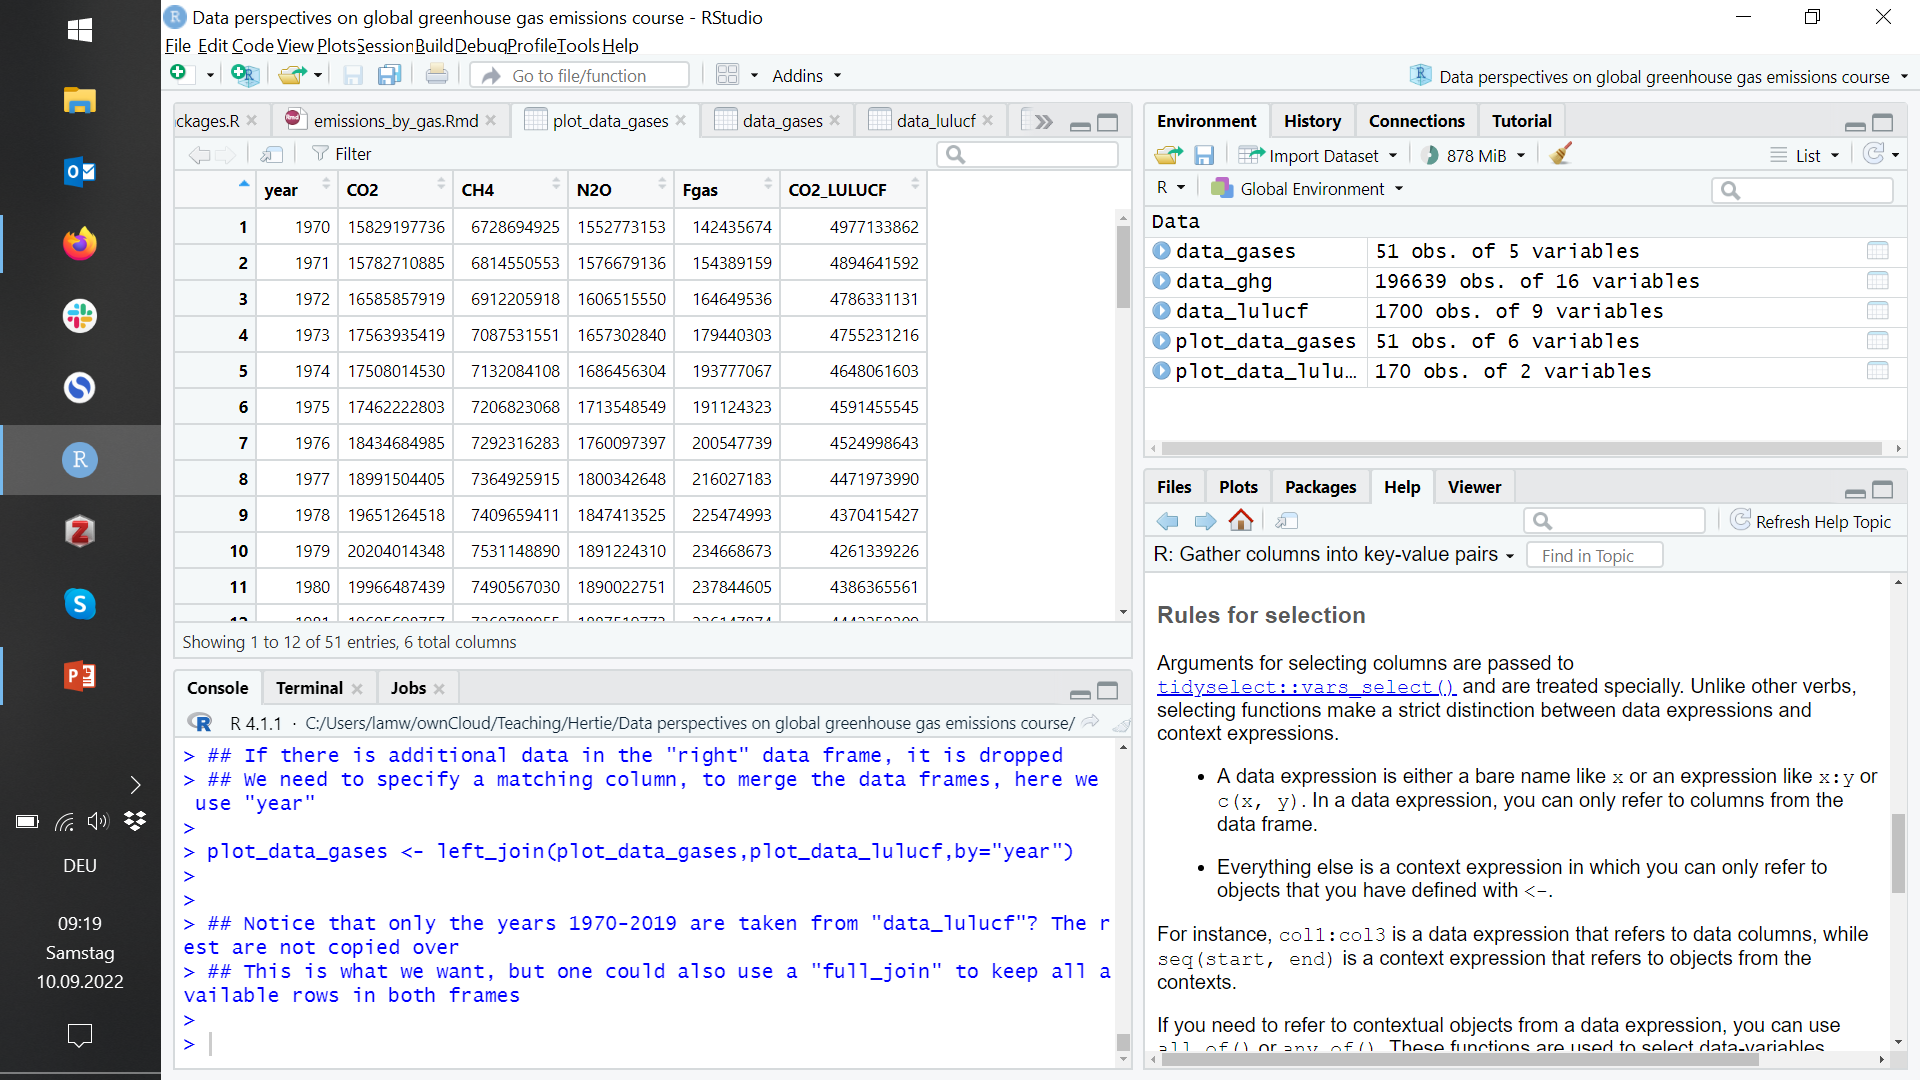 Data perspectives on global greenhouse gas emissions course - RStudio
File Edit Code View Plots Session Build Debug Profile Tools Help
Go to file/function
Addins
Data perspectives on global greenhouse gas emissions course
ckages.R
emissions_by_gas.Rmd
plot_data_gases
data_gases
data_lulucf
Filter
year CO2 CH4 N2O Fgas CO2_LULUCF
1 1970 15829197736 6728694925 1552773153 142435674 4977133862
2 1971 15782710885 6814550553 1576679136 154389159 4894641592
3 1972 16585857919 6912205918 1606515550 164649536 4786331131
4 1973 17563935419 7087531551 1657302840 179440303 4755231216
5 1974 17508014530 7132084108 1686456304 193777067 4648061603
6 1975 17462222803 7206823068 1713548549 191124323 4591455545
7 1976 18434684985 7292316283 1760097397 200547739 4524998643
8 1977 18991504405 7364925915 1800342648 216027183 4471973990
9 1978 19651264518 7409659411 1847413525 225474993 4370415427
10 1979 20204014348 7531148890 1891224310 234668673 4261339226
11 1980 19966487439 7490567030 1890022751 237844605 4386365561
Showing 1 to 12 of 51 entries, 6 total columns
Console Terminal Jobs
R 4.1.1 · C:/Users/lamw/ownCloud/Teaching/Hertie/Data perspectives on global greenhouse gas emissions course/
> ## If there is additional data in the "right" data frame, it is dropped
> ## We need to specify a matching column, to merge the data frames, here we
use "year"
>
> plot_data_gases <- left_join(plot_data_gases,plot_data_lulucf,by="year")
>
>
> ## Notice that only the years 1970-2019 are taken from "data_lulucf"? The r
est are not copied over
> ## This is what we want, but one could also use a "full_join" to keep all a
vailable rows in both frames
>
>
Environment History Connections Tutorial
Import Dataset
878 MiB
List
R
Global Environment
Data
data_gases 51 obs. of 5 variables
data_ghg 196639 obs. of 16 variables
data_lulucf 1700 obs. of 9 variables
plot_data_gases 51 obs. of 6 variables
plot_data_lulu… 170 obs. of 2 variables
Files Plots Packages Help Viewer
Refresh Help Topic
R: Gather columns into key-value pairs
Find in Topic
Rules for selection
Arguments for selecting columns are passed to
tidyselect::vars_select() and are treated specially. Unlike other verbs,
selecting functions make a strict distinction between data expressions and
context expressions.
• A data expression is either a bare name like x or an expression like x:y or
c(x, y). In a data expression, you can only refer to columns from the
data frame.
• Everything else is a context expression in which you can only refer to
objects that you have defined with <-.
For instance, col1:col3 is a data expression that refers to data columns, while
seq(start, end) is a context expression that refers to objects from the
contexts.
If you need to refer to contextual objects from a data expression, you can use
all_of() or any_of(). These functions are used to select data-variables
DEU
09:19
Samstag
10.09.2022